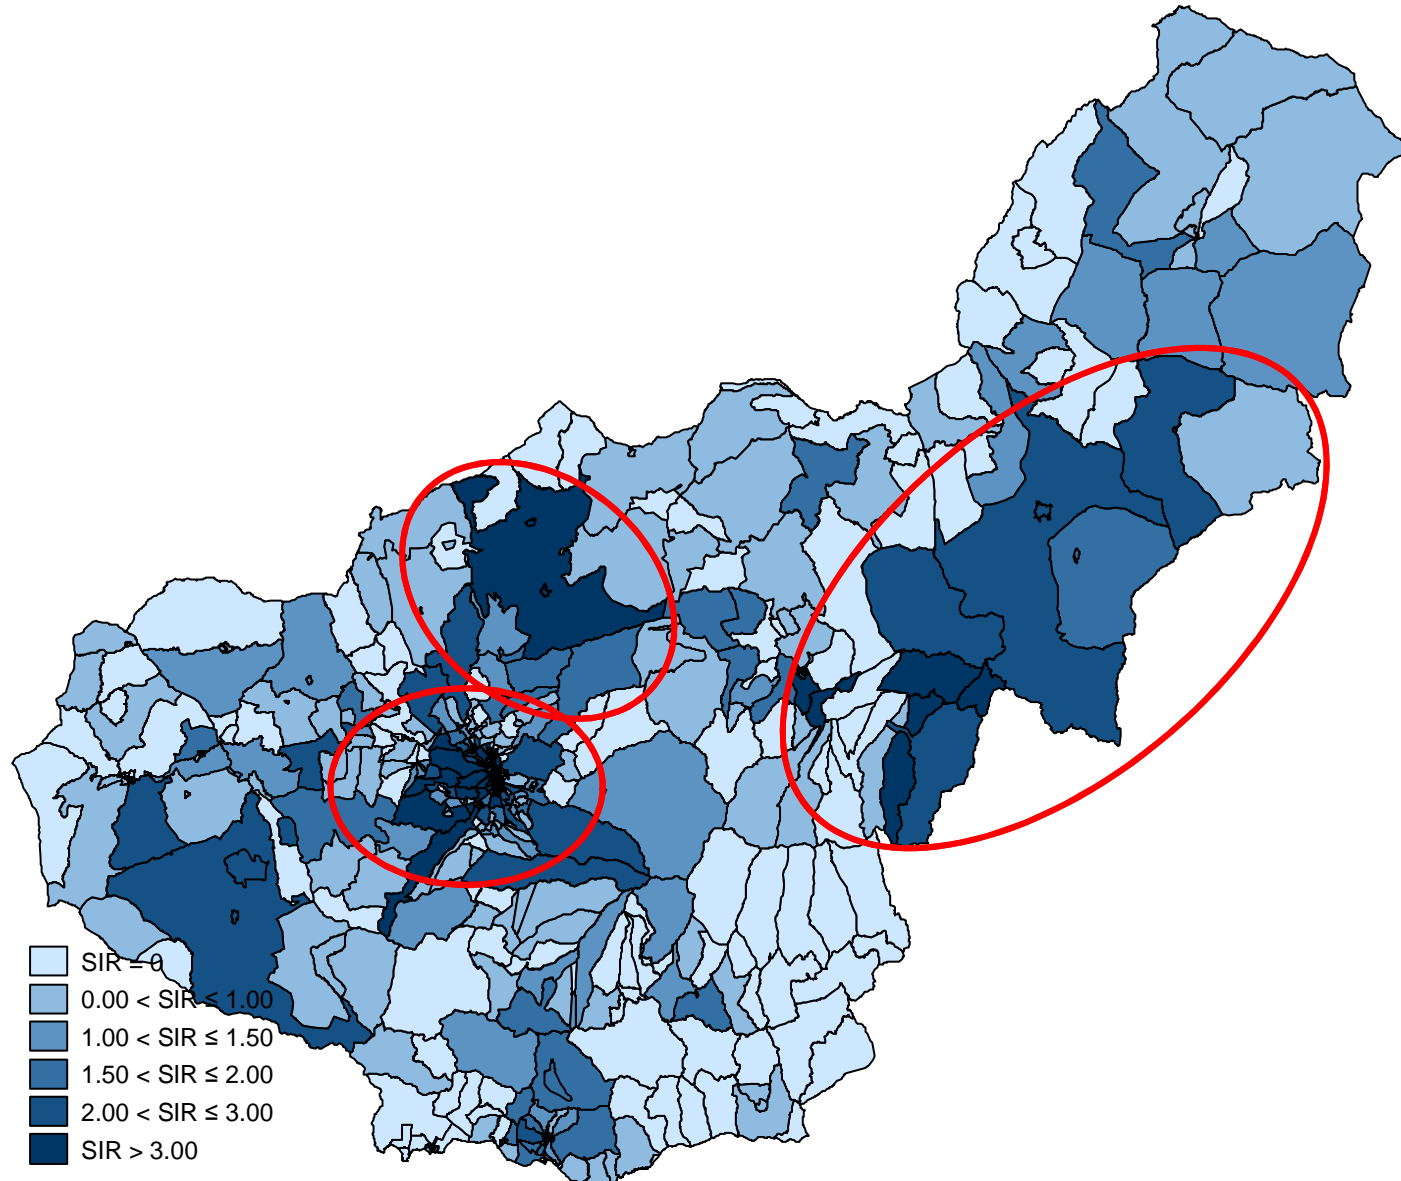 SIR = 0
0.00 < SIR ≤ 1.00
1.00 < SIR ≤ 1.50
1.50 < SIR ≤ 2.00
2.00 < SIR ≤ 3.00
SIR > 3.00